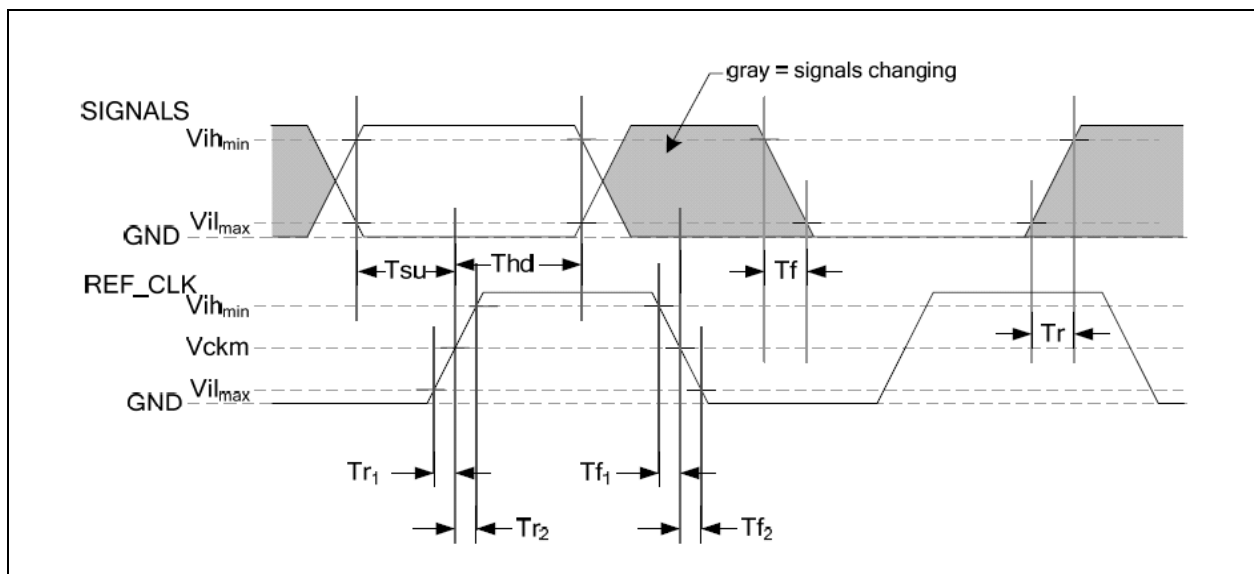 gray = signals changing
SIGNALS
Vihmin
Vilmax
GND
Tsu
Thd
Tf
REF_CLK
Vihmin
Tr
Vckm
Vilmax
GND
Tr1
Tf1
Tr2
Tf2